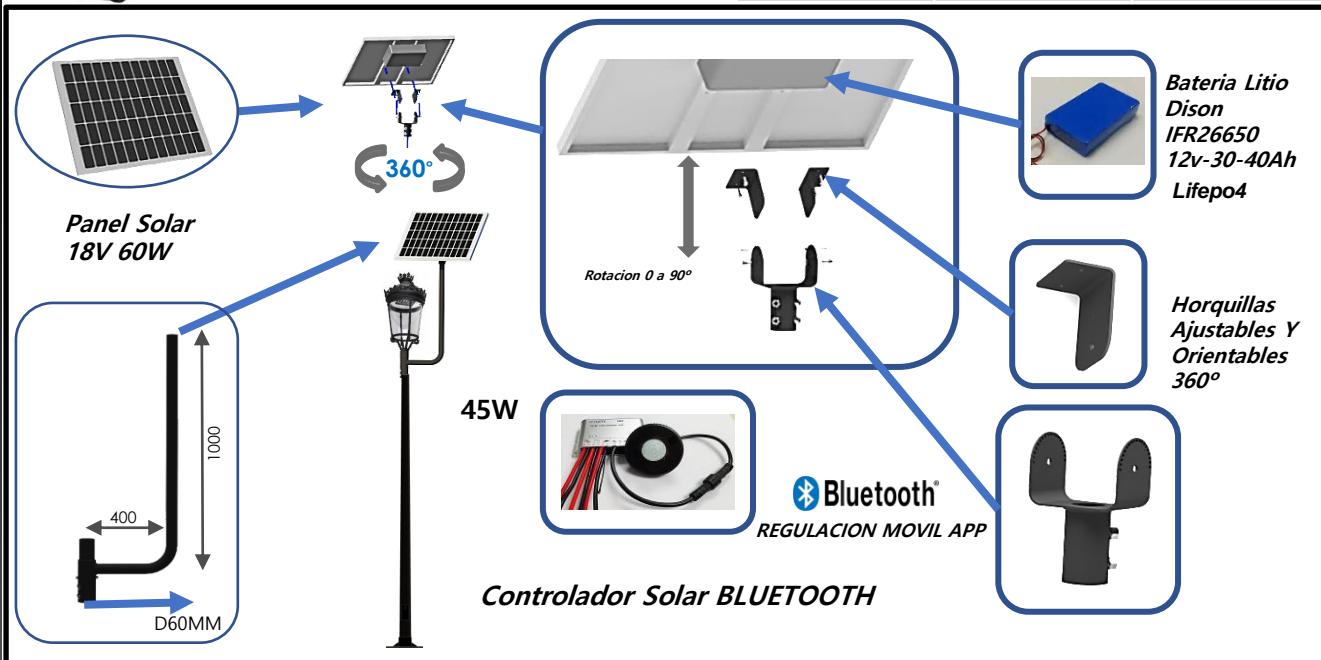 Panel Solar
18V 60W
360°
Rotacion 0 a 90º
Bateria Litio
Dison
IFR26650
12v-30-40Ah
Lifepo4
Horquillas
Ajustables Y
Orientables
360º
1000
400
D60MM
45W
Bluetooth®
REGULACION MOVIL APP
Controlador Solar BLUETOOTH